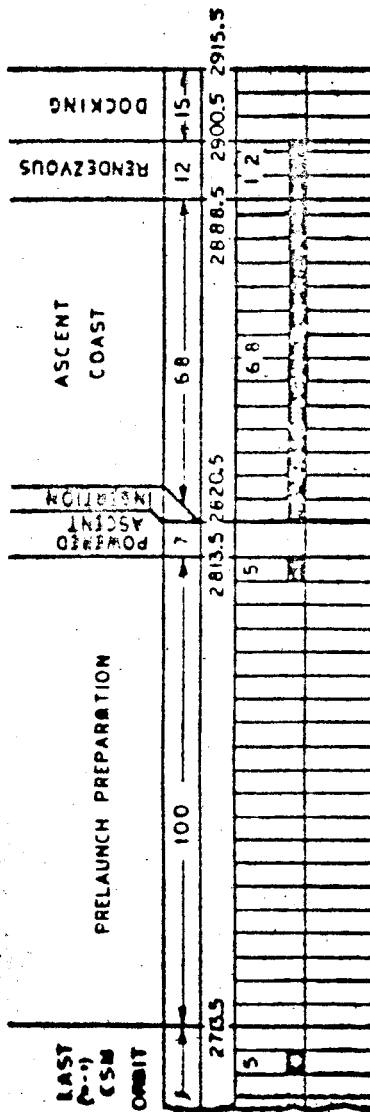 LAST
CSM
ORBIT
PRELAUNCH PREPARATION
POWERED
ASCENT
INSERTION
ASCENT
COAST
RENDEZVOUS
DOCKING
100
7
68
12
15
2713.5
2813.5
2820.5
2888.5
2900.5
2915.5
5
5
68
12